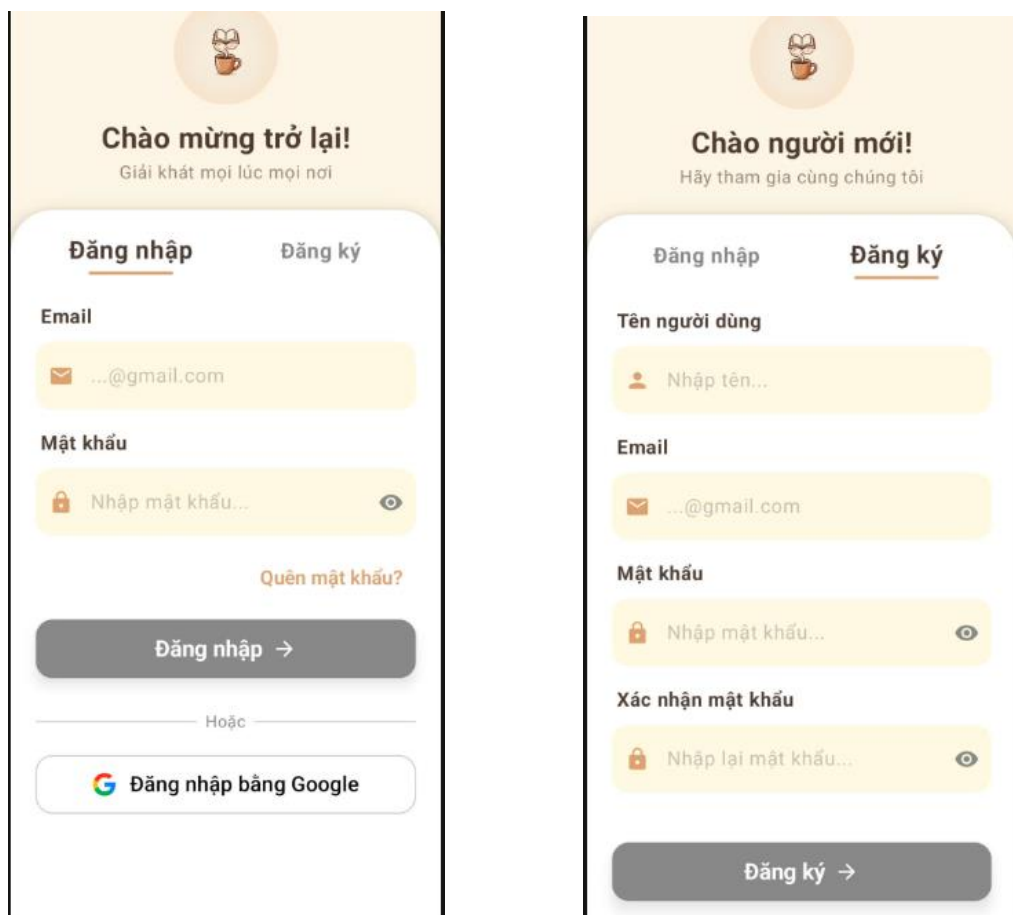 Chào mừng trở lại!
Giải khát mọi lúc mọi nơi
Đăng nhập Đăng ký
Email
...@gmail.com
Mật khẩu
Nhập mật khẩu...
Quên mật khẩu?
Đăng nhập →
Hoặc
Đăng nhập bằng Google
Chào người mới!
Hãy tham gia cùng chúng tôi
Đăng nhập Đăng ký
Tên người dùng
Nhập tên...
Email
...@gmail.com
Mật khẩu
Nhập mật khẩu...
Xác nhận mật khẩu
Nhập lại mật khẩu...
Đăng ký →